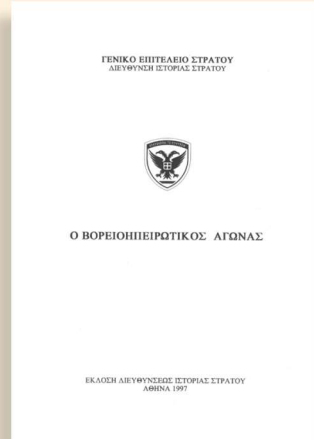 ΓΕΝΙΚΟ ΕΠΙΤΕΛΕΙΟ ΣΤΡΑΤΟΥ
ΔΙΕΥΘΥΝΣΗ ΙΣΤΟΡΙΑΣ ΣΤΡΑΤΟΥ
Ο ΒΟΡΕΙΟΗΠΕΙΡΩΤΙΚΟΣ ΑΓΩΝΑΣ
ΕΚΔΟΣΗ ΔΙΕΥΘΥΝΣΕΩΣ ΙΣΤΟΡΙΑΣ ΣΤΡΑΤΟΥ
ΑΘΗΝΑ 1997